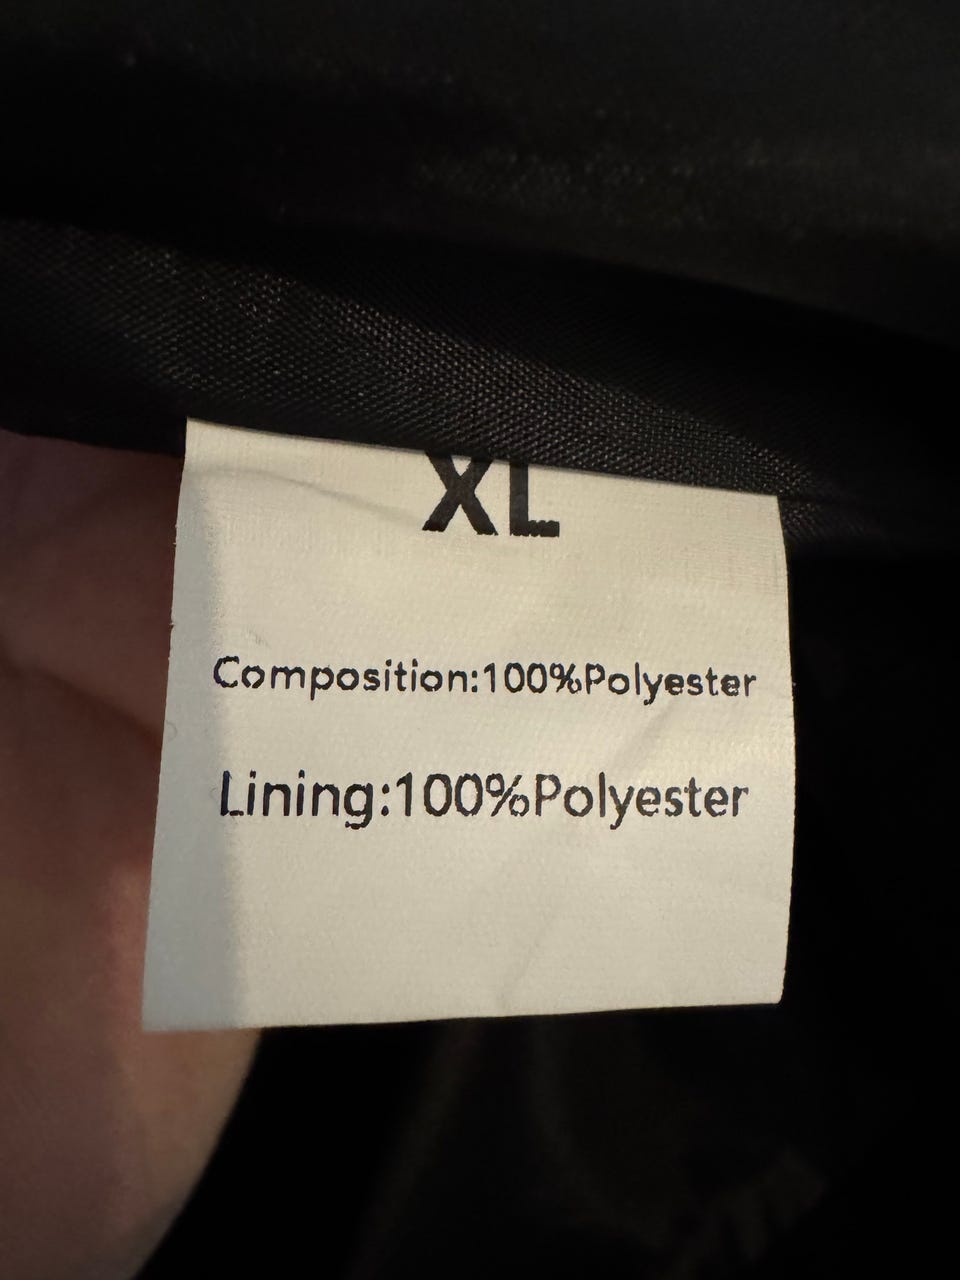 XL
Composition:100%Polyester
Lining:100%Polyester